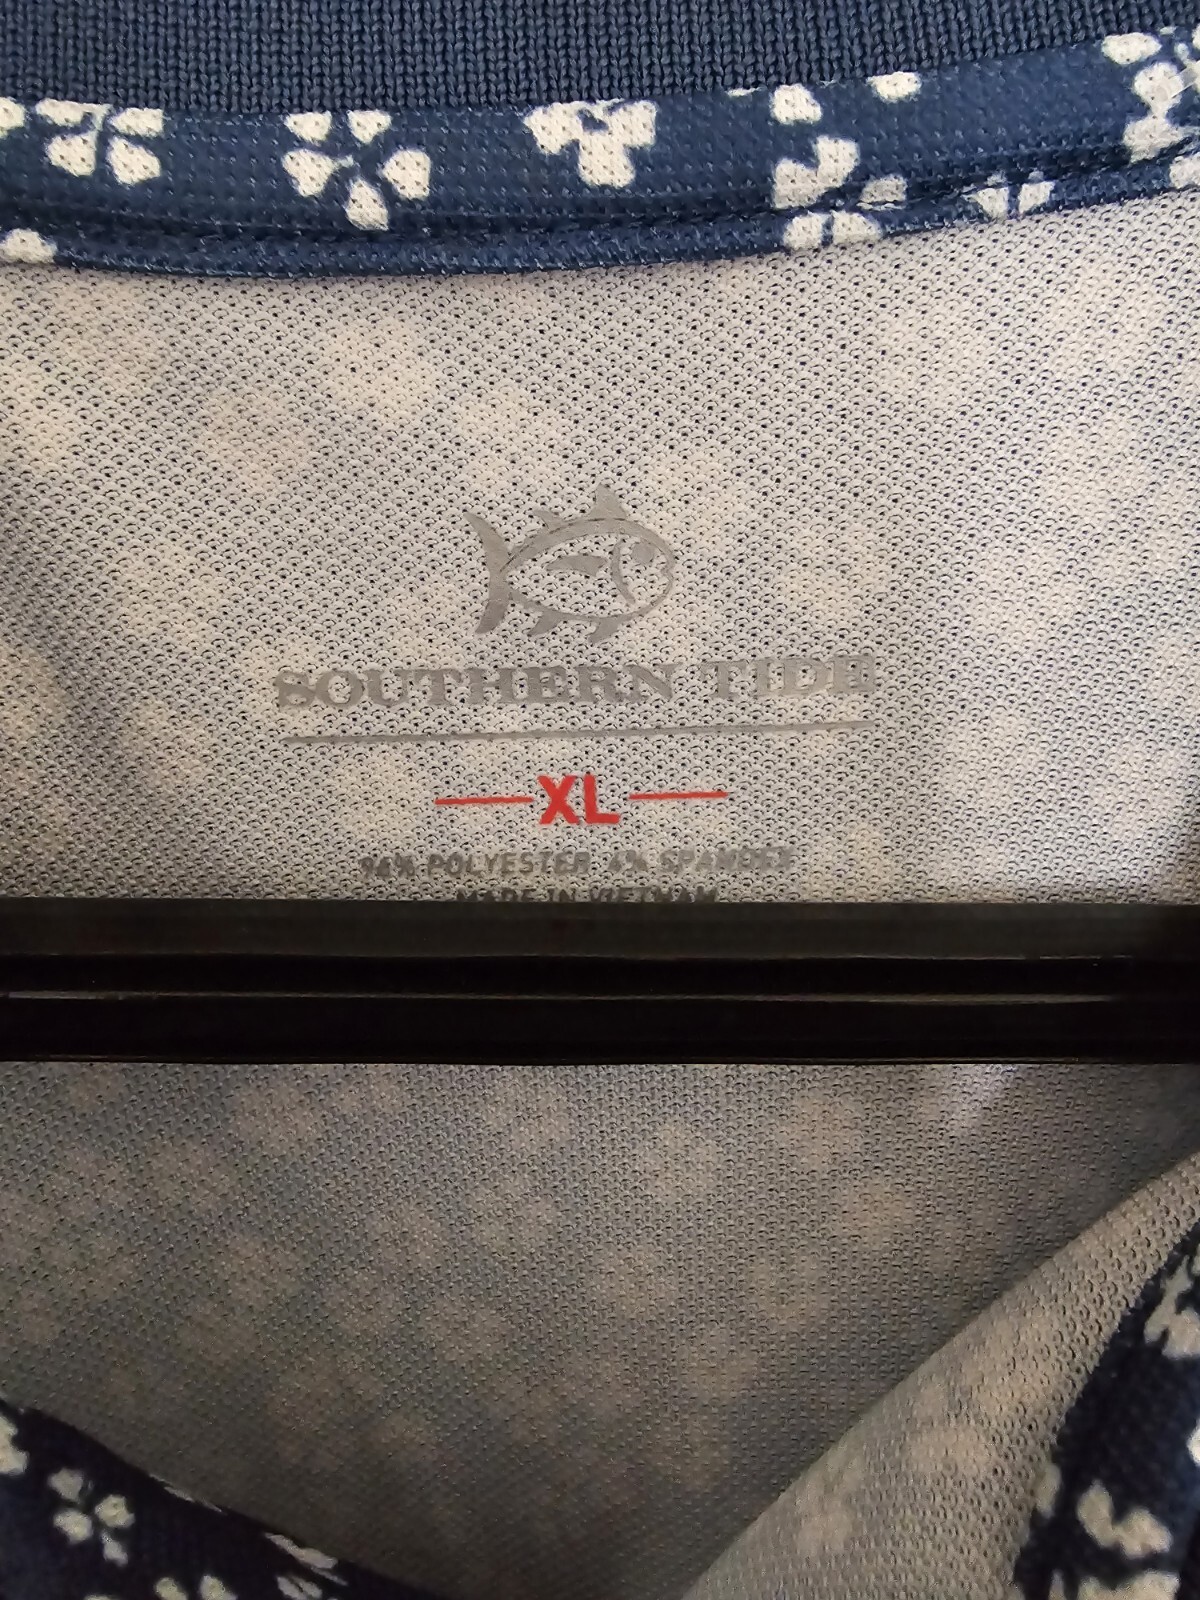 SOUTHERN TIDE
XL
94% POLYESTER 6% SPANDEX
MADE IN VIETNAM